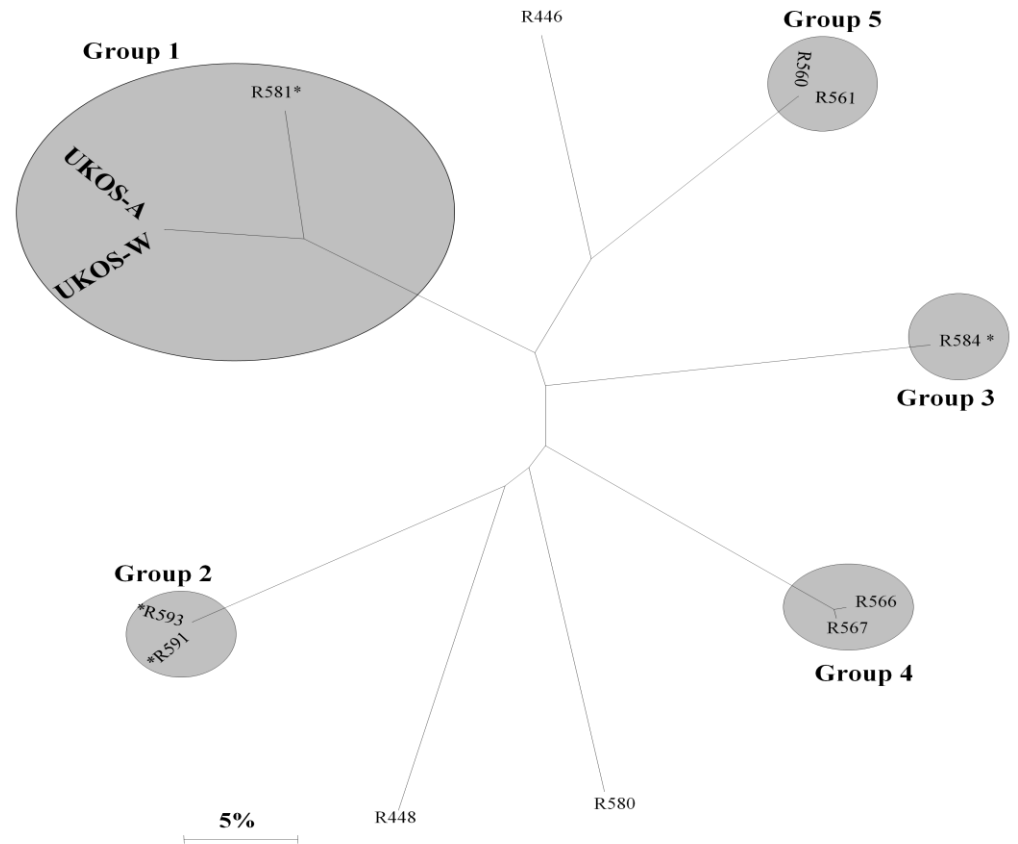 R446
Group 5
Group 1
R560
R561
R581*
UKOS-A
UKOS-W
R584 *
Group 3
Group 2
*R593
*R591
R566
R567
Group 4
R580
R448
5%